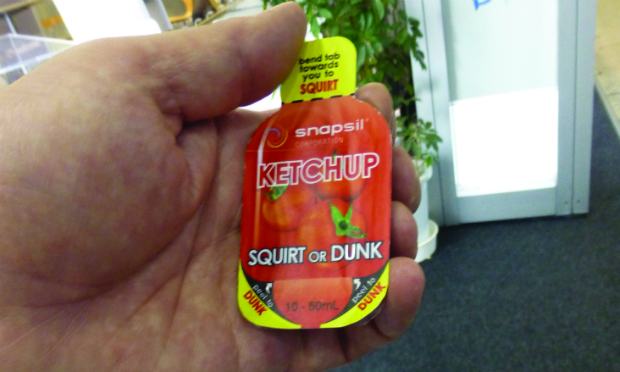 bend tab
towards
you to
SQUIRT
snapsil
CORPORATION
KETCHUP
SQUIRT OR DUNK
peel to
DUNK
10 - 50mL
peel to
DUNK